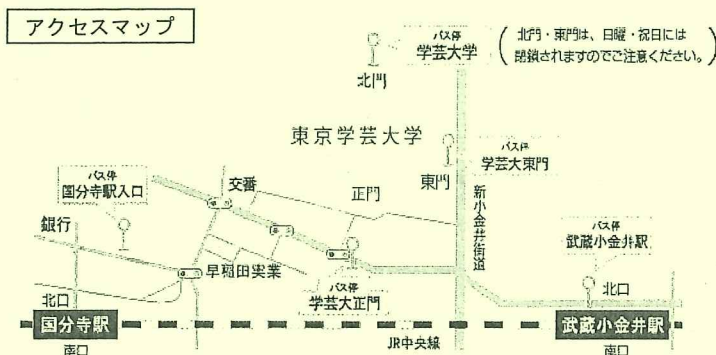 アクセスマップ
バス停
学芸大学
北門・東門は、日曜・祝日には
閉鎖されますのでご注意ください。
北門
東京学芸大学
バス停
学芸大東門
東門
バス停
国分寺駅入口
交番
正門
新小金井街道
銀行
バス停
武蔵小金井駅
早稲田実業
バス停
学芸大正門
北口
北口
国分寺駅
武蔵小金井駅
JR中央線
南口
南口